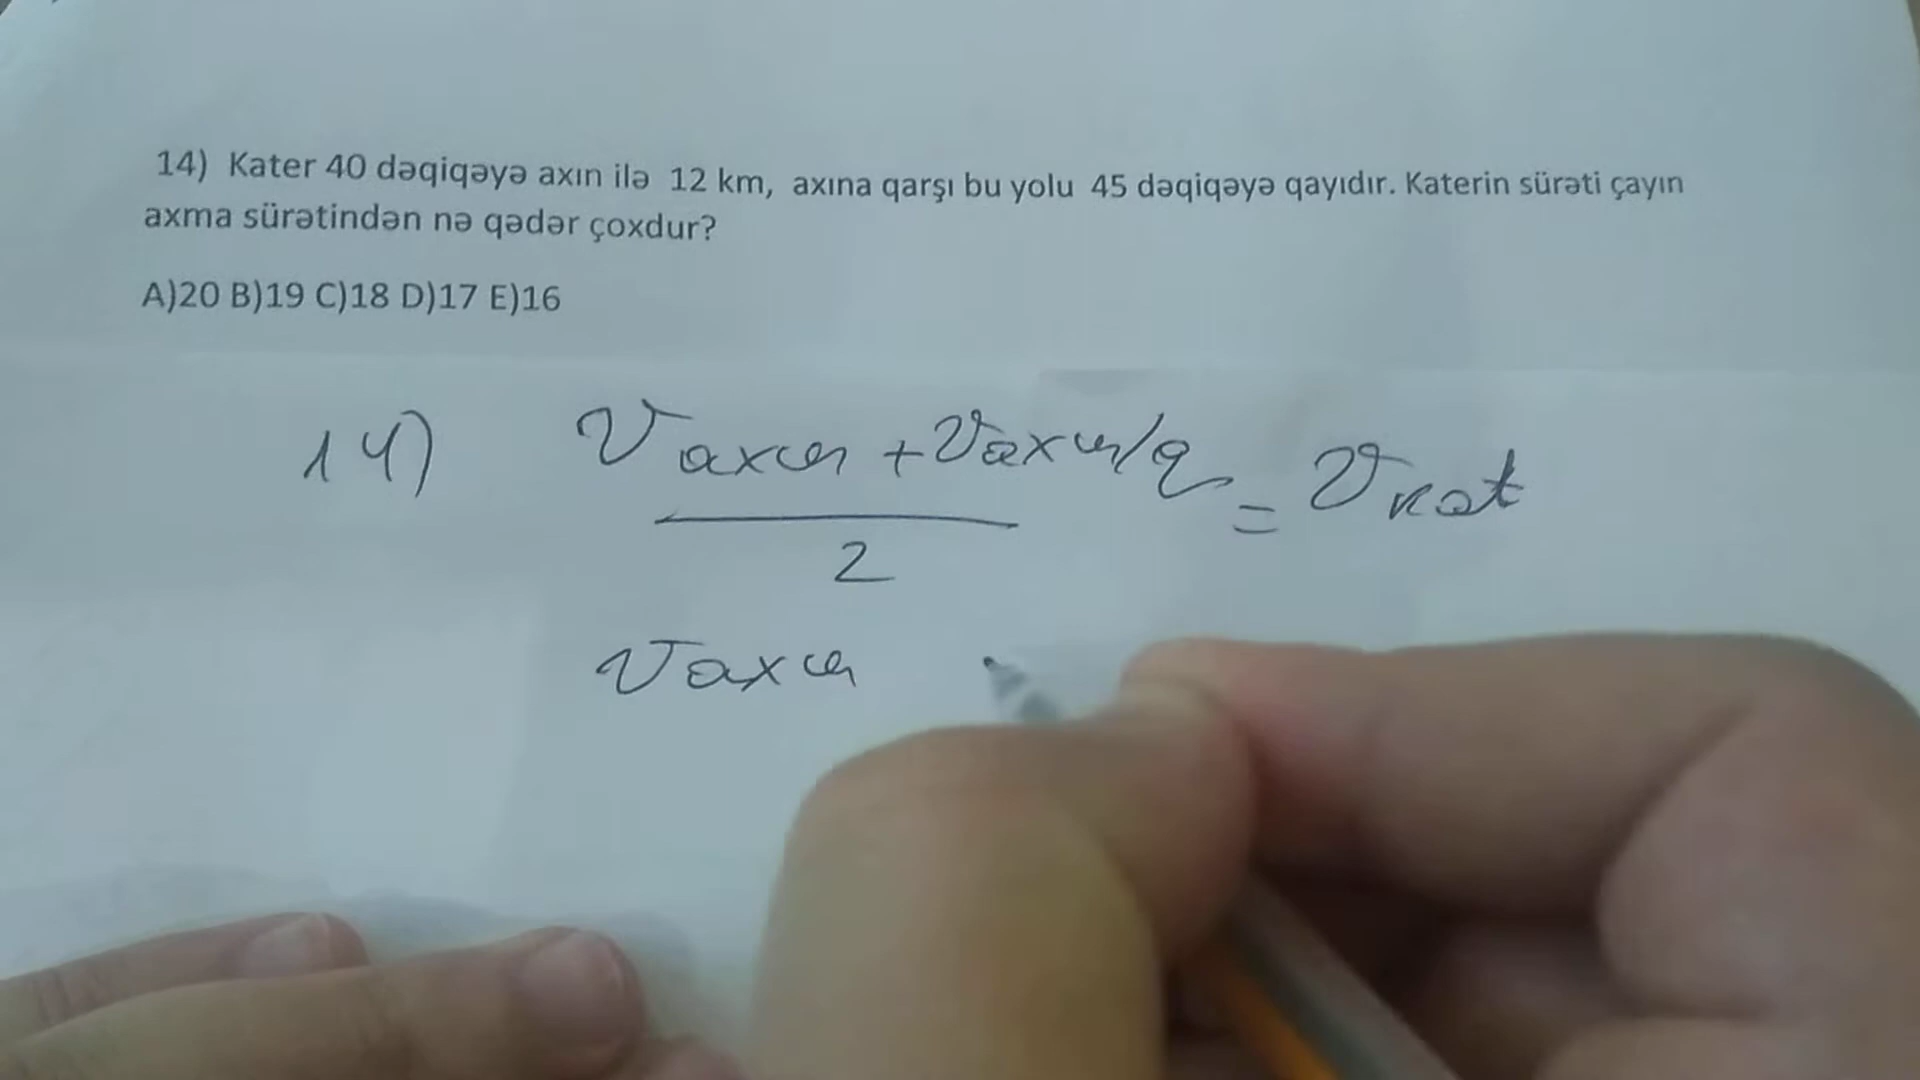 14) Kater 40 dəqiqəyə axın ilə 12 km, axına qarşı bu yolu 45 dəqiqəyə qayıdır. Katerin sürəti çayın
axma sürətindən nə qədər çoxdur?
A)20 B)19 C)18 D)17 E)16
14) Vaxın + Vaxın/q = Vkat
2
Vaxın